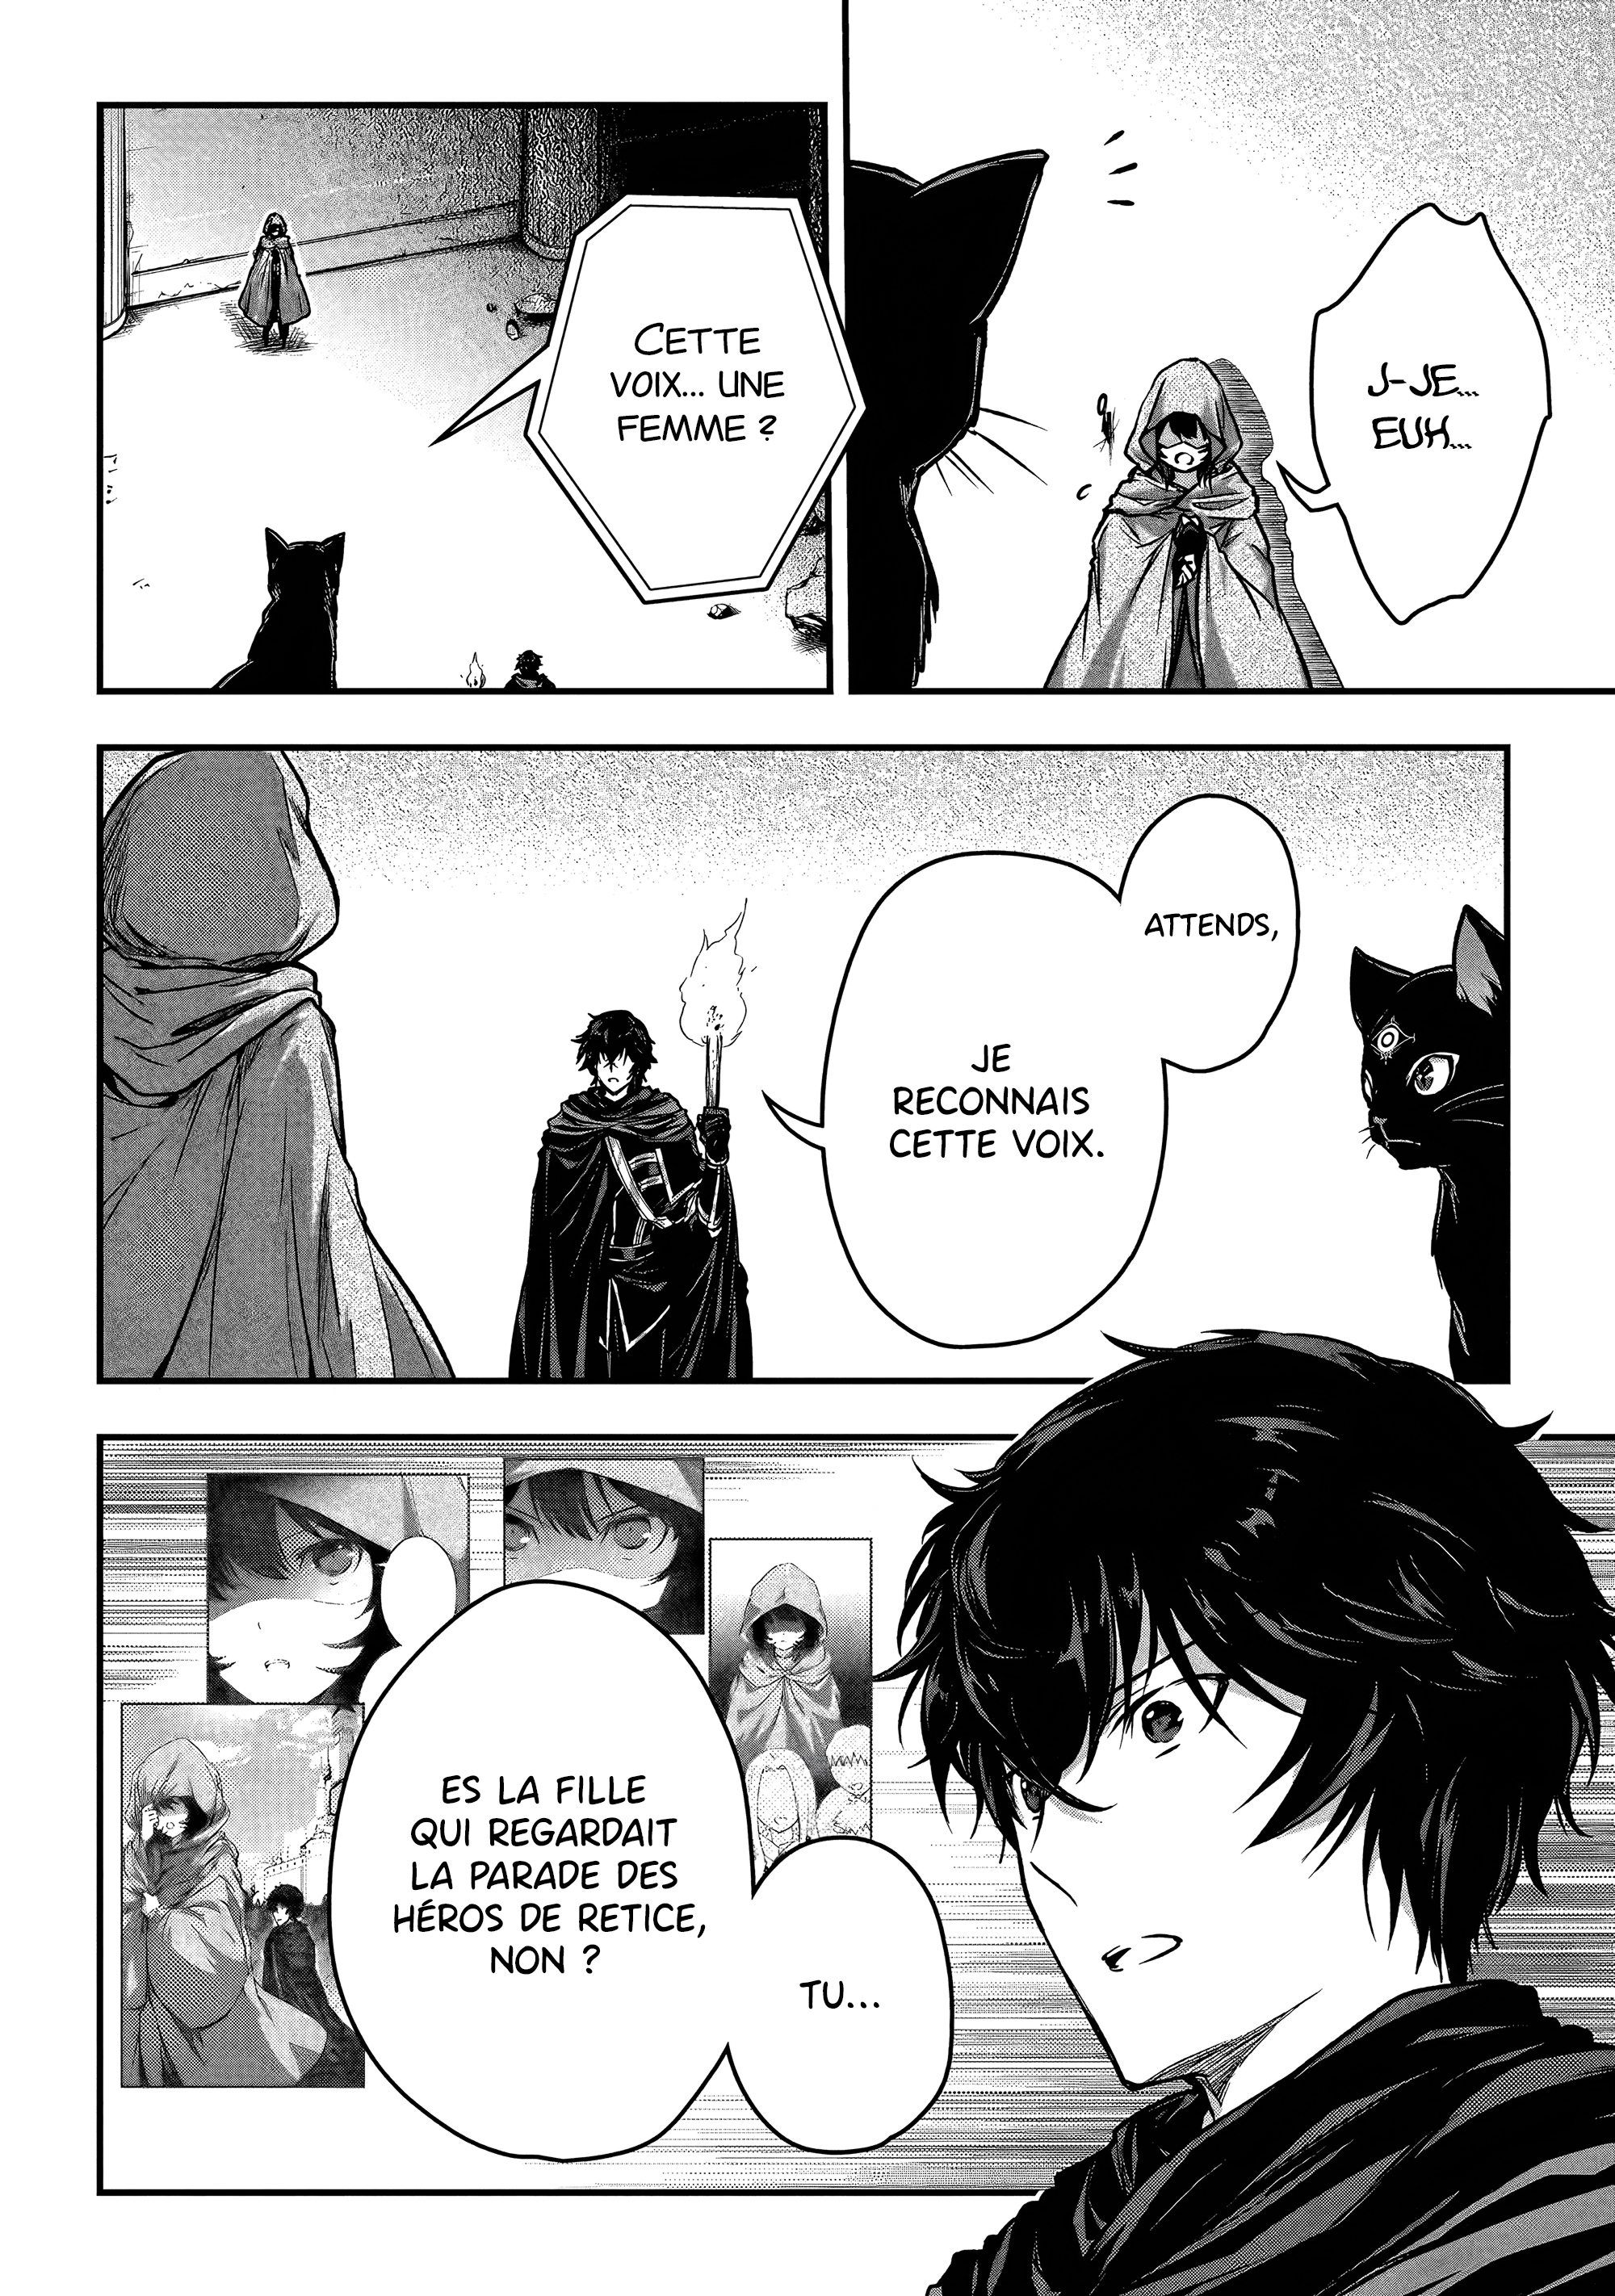 J-JE...
EUH...
CETTE
VOIX... UNE
FEMME ?
ATTENDS,
JE
RECONNAIS
CETTE VOIX.
TU...
ES LA FILLE
QUI REGARDAIT
LA PARADE DES
HÉROS DE RETICE,
NON ?